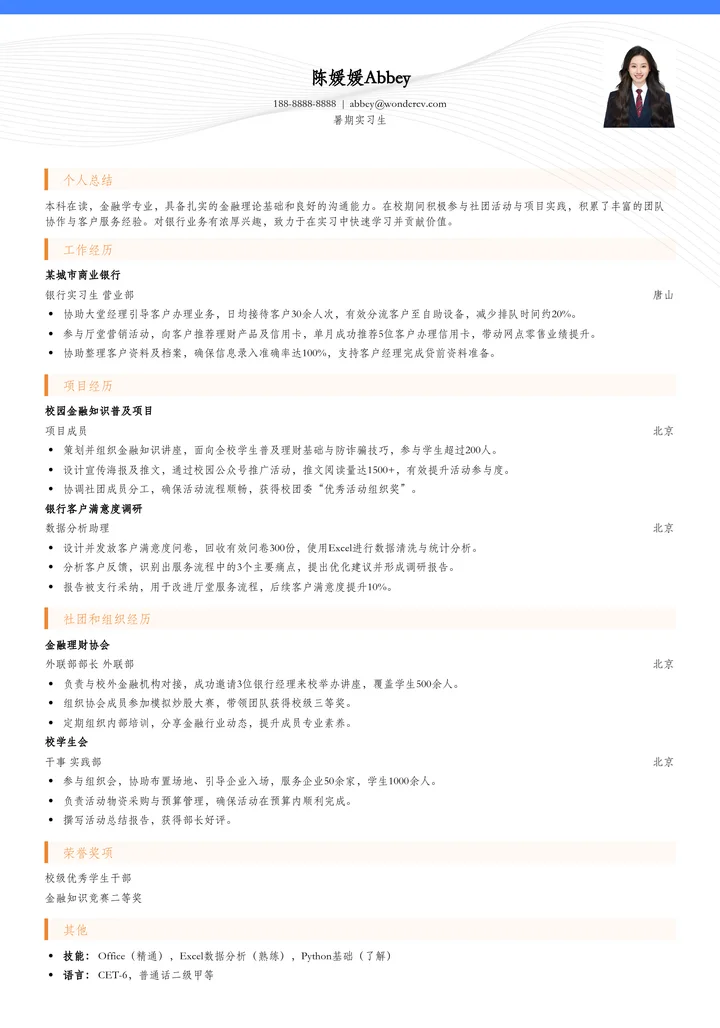 陈媛媛Abbey
188-8888-8888 | abbey@wondercv.com
暑期实习生
个人总结
本科在读，金融学专业，具备扎实的金融理论基础和良好的沟通能力。在校期间积极参与社团活动与项目实践，积累了丰富的团队
协作与客户服务经验。对银行业务有浓厚兴趣，致力于在实习中快速学习并贡献价值。
工作经历
某城市商业银行
银行实习生 营业部 唐山
• 协助大堂经理引导客户办理业务，日均接待客户30余人次，有效分流客户至自助设备，减少排队时间约20%。
• 参与厅堂营销活动，向客户推荐理财产品及信用卡，单月成功推荐5位客户办理信用卡，带动网点零售业绩提升。
• 协助整理客户资料及档案，确保信息录入准确率达100%，支持客户经理完成贷前资料准备。
项目经历
校园金融知识普及项目
项目成员 北京
• 策划并组织金融知识讲座，面向全校学生普及理财基础与防诈骗技巧，参与学生超过200人。
• 设计宣传海报及推文，通过校园公众号推广活动，推文阅读量达1500+，有效提升活动参与度。
• 协调社团成员分工，确保活动流程顺畅，获得校团委“优秀活动组织奖”。
银行客户满意度调研
数据分析助理 北京
• 设计并发放客户满意度问卷，回收有效问卷300份，使用Excel进行数据清洗与统计分析。
• 分析客户反馈，识别出服务流程中的3个主要痛点，提出优化建议并形成调研报告。
• 报告被支行采纳，用于改进厅堂服务流程，后续客户满意度提升10%。
社团和组织经历
金融理财协会
外联部部长 外联部 北京
• 负责与校外金融机构对接，成功邀请3位银行经理来校举办讲座，覆盖学生500余人。
• 组织协会成员参加模拟炒股大赛，带领团队获得校级三等奖。
• 定期组织内部培训，分享金融行业动态，提升成员专业素养。
校学生会
干事 实践部 北京
• 参与组织会，协助布置场地、引导企业入场，服务企业50余家，学生1000余人。
• 负责活动物资采购与预算管理，确保活动在预算内顺利完成。
• 撰写活动总结报告，获得部长好评。
荣誉奖项
校级优秀学生干部
金融知识竞赛二等奖
其他
• 技能： Office（精通）, Excel数据分析（熟练）, Python基础（了解）
• 语言： CET-6，普通话二级甲等